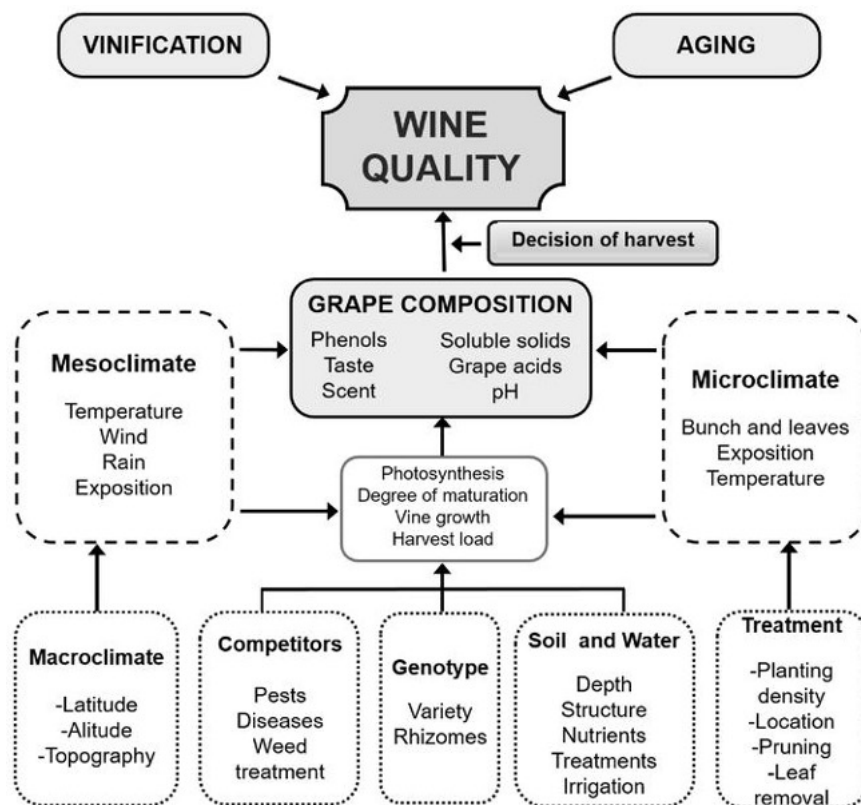 VINIFICATION
AGING
WINE
QUALITY
Decision of harvest
GRAPE COMPOSITION
Phenols
Taste
Scent
Soluble solids
Grape acids
pH
Mesoclimate
Temperature
Wind
Rain
Exposition
Microclimate
Bunch and leaves
Exposition
Temperature
Photosynthesis
Degree of maturation
Vine growth
Harvest load
Macroclimate
-Latitude
-Alitude
-Topography
Competitors
Pests
Diseases
Weed
treatment
Genotype
Variety
Rhizomes
Soil and Water
Depth
Structure
Nutrients
Treatments
Irrigation
Treatment
-Planting
density
-Location
-Pruning
-Leaf
removal